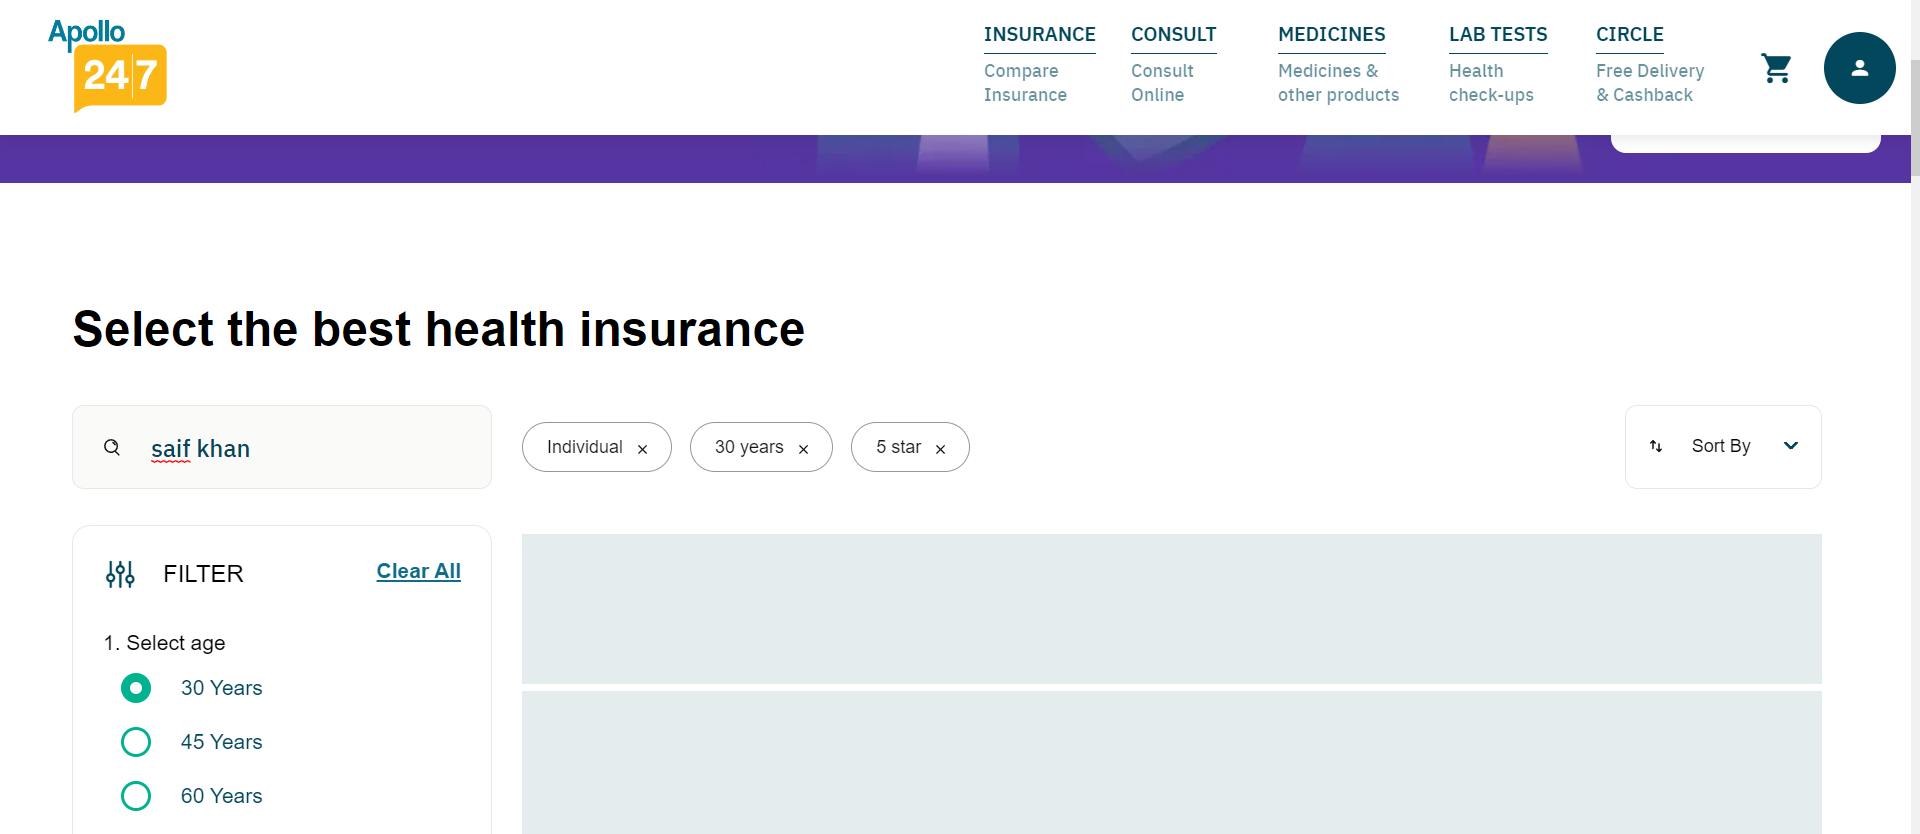 Apollo
24|7
INSURANCE
Compare
Insurance
CONSULT
Consult
Online
MEDICINES
Medicines &
other products
LAB TESTS
Health
check-ups
CIRCLE
Free Delivery
& Cashback
Select the best health insurance
saif khan
Individual ×
30 years ×
5 star ×
Sort By
FILTER
Clear All
1. Select age
30 Years
45 Years
60 Years